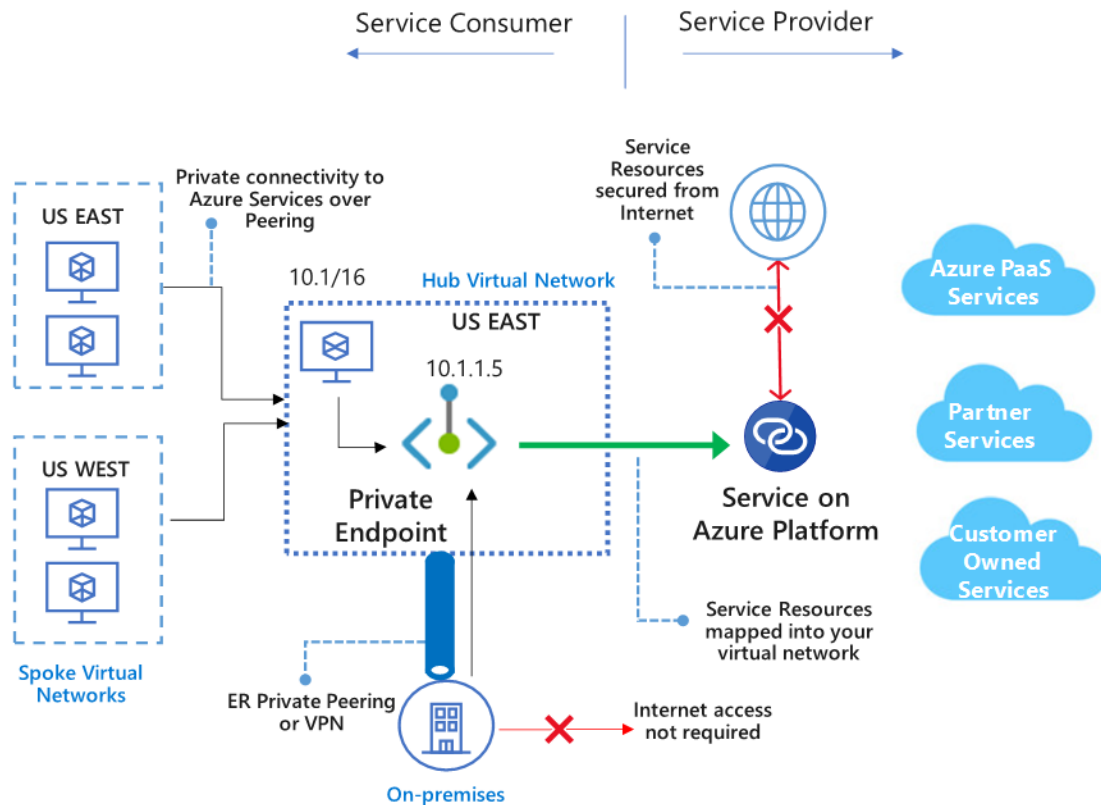 Service Consumer
Service Provider
Service
Resources
secured from
Internet
Private connectivity to
Azure Services over
Peering
US EAST
10.1/16
Hub Virtual Network
US EAST
10.1.1.5
Azure PaaS
Services
Partner
Services
US WEST
Private
Endpoint
Service on
Azure Platform
Customer
Owned
Services
Spoke Virtual
Networks
Service Resources
mapped into your
virtual network
ER Private Peering
or VPN
Internet access
not required
On-premises